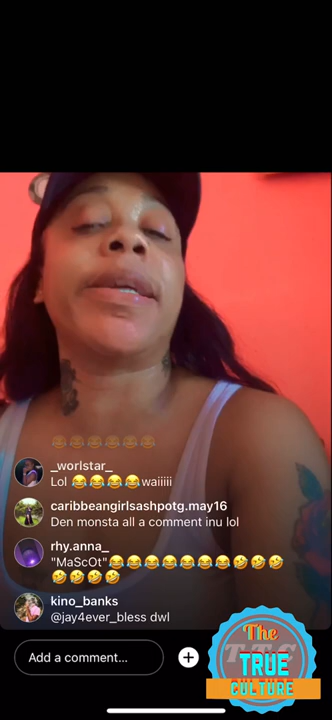 😂😂😂😂😂😂
_worlstar_
Lol 😂😂😂😂waiiiii
caribbeangirlsashpotg.may16
Den monsta all a comment inu lol
rhy.anna_
"MaScOt"😂😂😂😂😂😂😂🤣🤣🤣
🤣🤣🤣🤣
kino_banks
@jay4ever_bless dwl
Add a comment...
The
TRUE
CULTURE